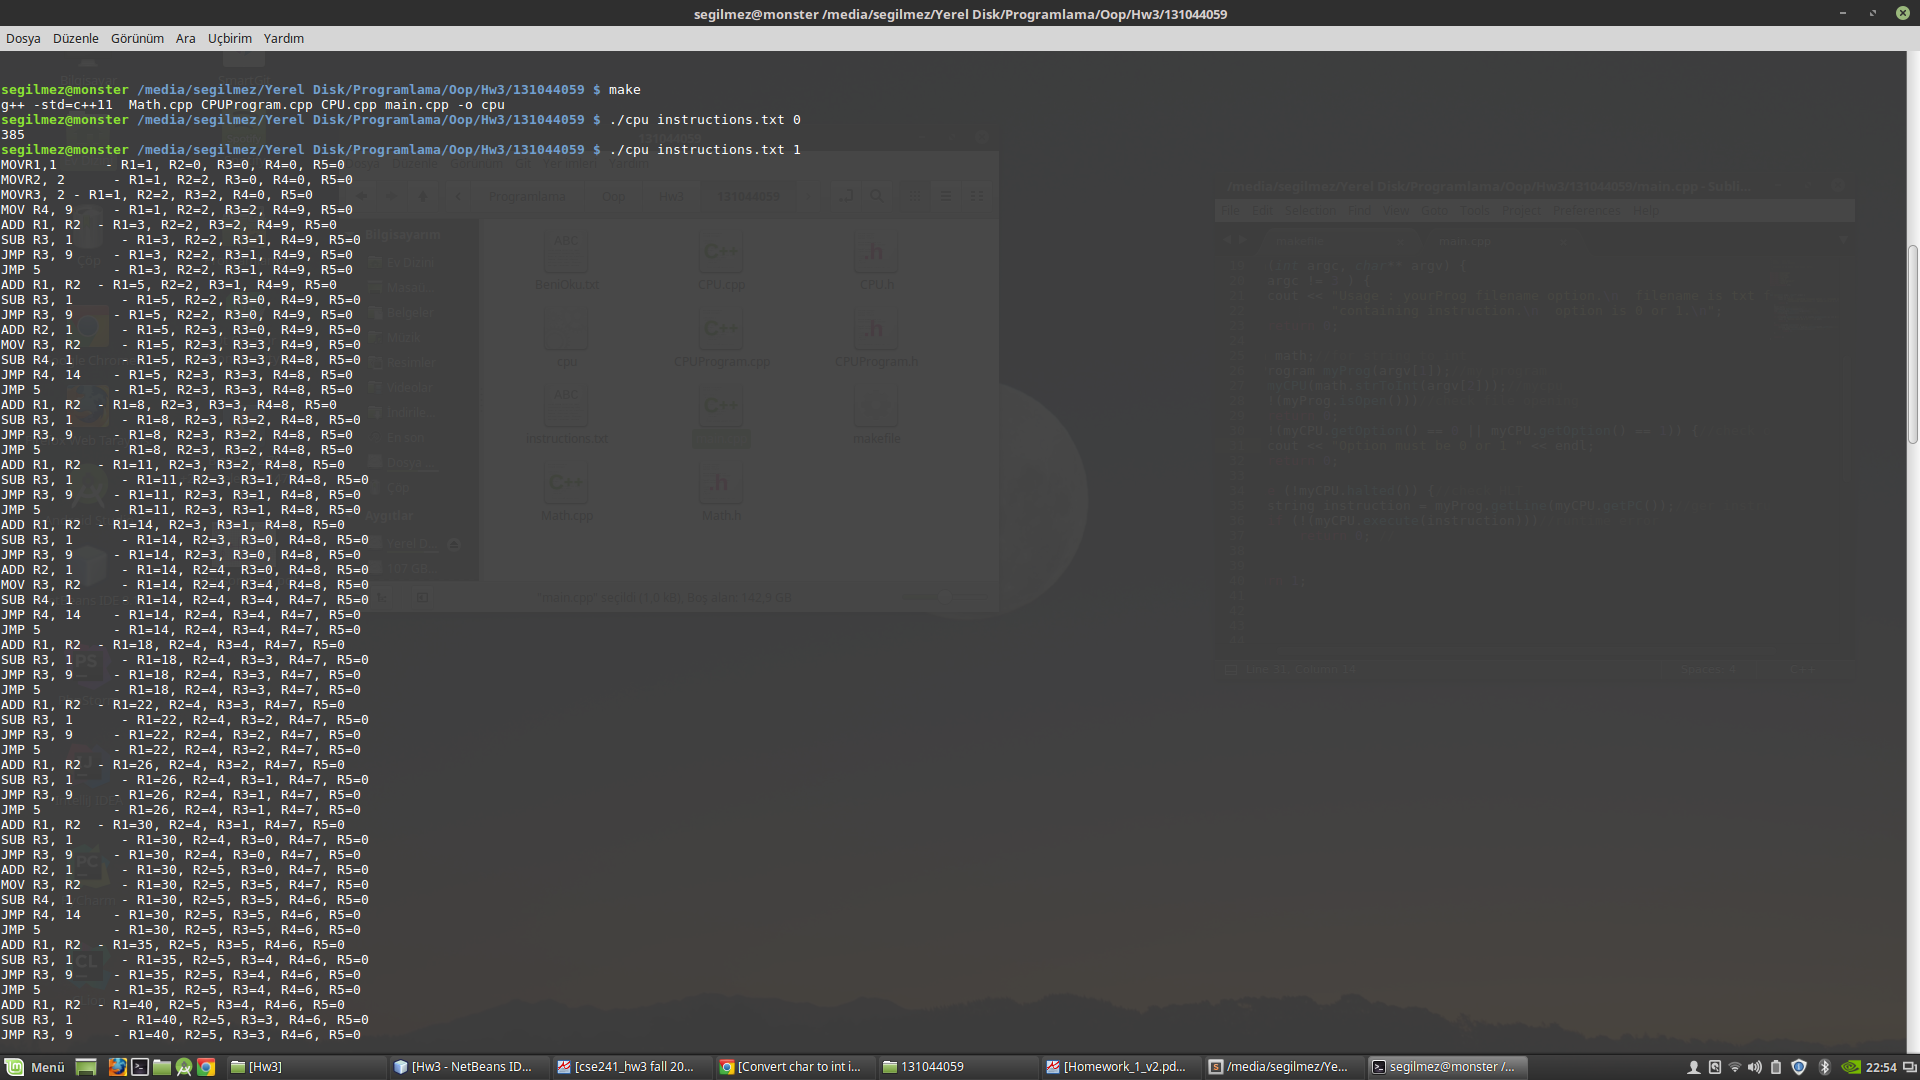 segilmez@monster /media/segilmez/Yerel Disk/Programlama/Oop/Hw3/131044059
Dosya Düzenle Görünüm Ara Uçbirim Yardım
segilmez@monster /media/segilmez/Yerel Disk/Programlama/Oop/Hw3/131044059 $ make
g++ -std=c++11  Math.cpp CPUProgram.cpp CPU.cpp main.cpp -o cpu
segilmez@monster /media/segilmez/Yerel Disk/Programlama/Oop/Hw3/131044059 $ ./cpu instructions.txt 0
385
segilmez@monster /media/segilmez/Yerel Disk/Programlama/Oop/Hw3/131044059 $ ./cpu instructions.txt 1
MOVR1,1 - R1=1, R2=0, R3=0, R4=0, R5=0
MOVR2, 2 - R1=1, R2=2, R3=0, R4=0, R5=0
MOVR3, 2 - R1=1, R2=2, R3=2, R4=0, R5=0
MOV R4, 9 - R1=1, R2=2, R3=2, R4=9, R5=0
ADD R1, R2 - R1=3, R2=2, R3=2, R4=9, R5=0
SUB R3, 1 - R1=3, R2=2, R3=1, R4=9, R5=0
JMP R3, 9 - R1=3, R2=2, R3=1, R4=9, R5=0
JMP 5 - R1=3, R2=2, R3=1, R4=9, R5=0
ADD R1, R2 - R1=5, R2=2, R3=1, R4=9, R5=0
SUB R3, 1 - R1=5, R2=2, R3=0, R4=9, R5=0
JMP R3, 9 - R1=5, R2=2, R3=0, R4=9, R5=0
ADD R2, 1 - R1=5, R2=3, R3=0, R4=9, R5=0
MOV R3, R2 - R1=5, R2=3, R3=3, R4=9, R5=0
SUB R4, 1 - R1=5, R2=3, R3=3, R4=8, R5=0
JMP R4, 14 - R1=5, R2=3, R3=3, R4=8, R5=0
JMP 5 - R1=5, R2=3, R3=3, R4=8, R5=0
ADD R1, R2 - R1=8, R2=3, R3=3, R4=8, R5=0
SUB R3, 1 - R1=8, R2=3, R3=2, R4=8, R5=0
JMP R3, 9 - R1=8, R2=3, R3=2, R4=8, R5=0
JMP 5 - R1=8, R2=3, R3=2, R4=8, R5=0
ADD R1, R2 - R1=11, R2=3, R3=2, R4=8, R5=0
SUB R3, 1 - R1=11, R2=3, R3=1, R4=8, R5=0
JMP R3, 9 - R1=11, R2=3, R3=1, R4=8, R5=0
JMP 5 - R1=11, R2=3, R3=1, R4=8, R5=0
ADD R1, R2 - R1=14, R2=3, R3=1, R4=8, R5=0
SUB R3, 1 - R1=14, R2=3, R3=0, R4=8, R5=0
JMP R3, 9 - R1=14, R2=3, R3=0, R4=8, R5=0
ADD R2, 1 - R1=14, R2=4, R3=0, R4=8, R5=0
MOV R3, R2 - R1=14, R2=4, R3=4, R4=8, R5=0
SUB R4, 1 - R1=14, R2=4, R3=4, R4=7, R5=0
JMP R4, 14 - R1=14, R2=4, R3=4, R4=7, R5=0
JMP 5 - R1=14, R2=4, R3=4, R4=7, R5=0
ADD R1, R2 - R1=18, R2=4, R3=4, R4=7, R5=0
SUB R3, 1 - R1=18, R2=4, R3=3, R4=7, R5=0
JMP R3, 9 - R1=18, R2=4, R3=3, R4=7, R5=0
JMP 5 - R1=18, R2=4, R3=3, R4=7, R5=0
ADD R1, R2 - R1=22, R2=4, R3=3, R4=7, R5=0
SUB R3, 1 - R1=22, R2=4, R3=2, R4=7, R5=0
JMP R3, 9 - R1=22, R2=4, R3=2, R4=7, R5=0
JMP 5 - R1=22, R2=4, R3=2, R4=7, R5=0
ADD R1, R2 - R1=26, R2=4, R3=2, R4=7, R5=0
SUB R3, 1 - R1=26, R2=4, R3=1, R4=7, R5=0
JMP R3, 9 - R1=26, R2=4, R3=1, R4=7, R5=0
JMP 5 - R1=26, R2=4, R3=1, R4=7, R5=0
ADD R1, R2 - R1=30, R2=4, R3=1, R4=7, R5=0
SUB R3, 1 - R1=30, R2=4, R3=0, R4=7, R5=0
JMP R3, 9 - R1=30, R2=4, R3=0, R4=7, R5=0
ADD R2, 1 - R1=30, R2=5, R3=0, R4=7, R5=0
MOV R3, R2 - R1=30, R2=5, R3=5, R4=7, R5=0
SUB R4, 1 - R1=30, R2=5, R3=5, R4=6, R5=0
JMP R4, 14 - R1=30, R2=5, R3=5, R4=6, R5=0
JMP 5 - R1=30, R2=5, R3=5, R4=6, R5=0
ADD R1, R2 - R1=35, R2=5, R3=5, R4=6, R5=0
SUB R3, 1 - R1=35, R2=5, R3=4, R4=6, R5=0
JMP R3, 9 - R1=35, R2=5, R3=4, R4=6, R5=0
JMP 5 - R1=35, R2=5, R3=4, R4=6, R5=0
ADD R1, R2 - R1=40, R2=5, R3=4, R4=6, R5=0
SUB R3, 1 - R1=40, R2=5, R3=3, R4=6, R5=0
JMP R3, 9 - R1=40, R2=5, R3=3, R4=6, R5=0
Menü [Hw3] [Hw3 - NetBeans ID... [cse241_hw3 fall 20... [Convert char to int i... 131044059 [Homework_1_v2.pd... /media/segilmez/Ye... segilmez@monster /... 22:54